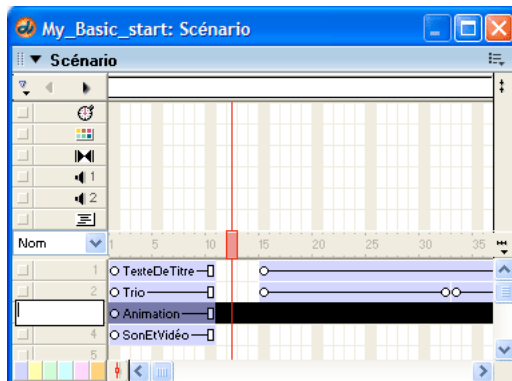 My_Basic_start: Scénario
Scénario
1
2
Nom
1 5 10 15 20 25 30 35
1 TexteDeTitre
2 Trio
Animation
4 SonEtVidéo
5